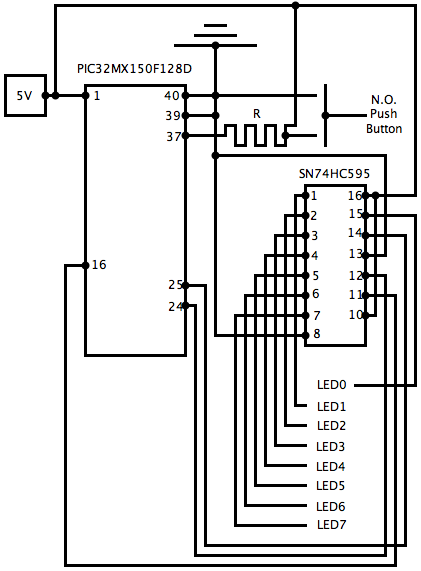 PIC32MX150F128D
5V
1
40
39
37
R
N.O.
Push
Button
SN74HC595
1
16
2
15
3
14
4
13
5
12
6
11
7
10
8
16
25
24
LED0
LED1
LED2
LED3
LED4
LED5
LED6
LED7